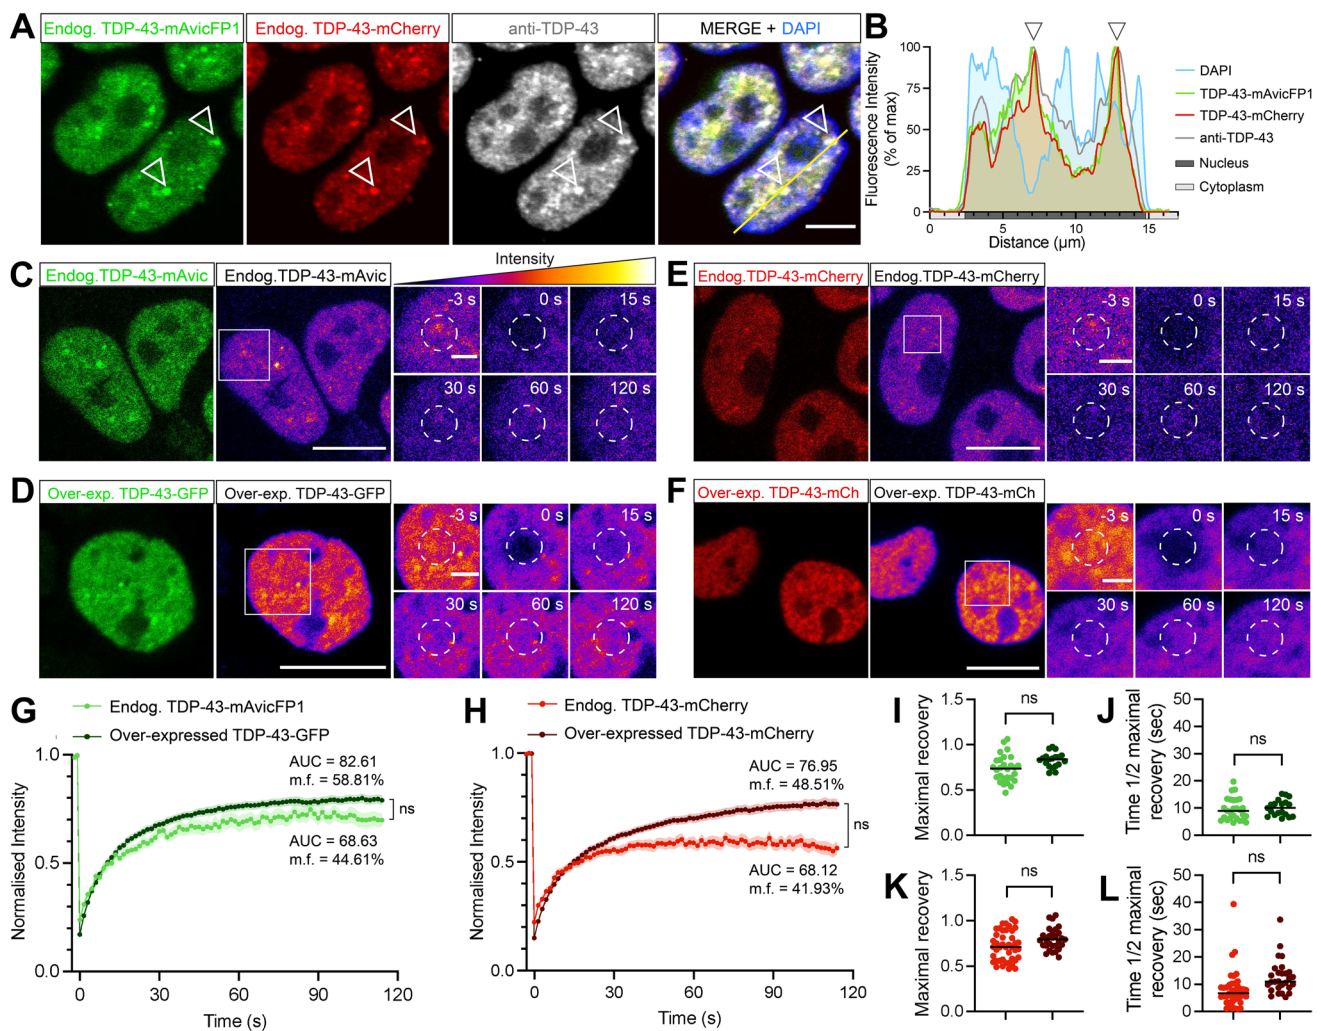 A
Endog. TDP-43-mAvicFP1
Endog. TDP-43-mCherry
anti-TDP-43
MERGE + DAPI
B
Fluorescence Intensity
(% of max)
100
75
50
25
0
0
5
10
15
Distance (µm)
DAPI
TDP-43-mAvicFP1
TDP-43-mCherry
anti-TDP-43
Nucleus
Cytoplasm
C
Endog.TDP-43-mAvic
Endog.TDP-43-mAvic
Intensity
-3 s
0 s
15 s
30 s
60 s
120 s
E
Endog.TDP-43-mCherry
Endog.TDP-43-mCherry
-3 s
0 s
15 s
30 s
60 s
120 s
D
Over-exp. TDP-43-GFP
Over-exp. TDP-43-GFP
-3 s
0 s
15 s
30 s
60 s
120 s
F
Over-exp. TDP-43-mCh
Over-exp. TDP-43-mCh
-3 s
0 s
15 s
30 s
60 s
120 s
G
Endog. TDP-43-mAvicFP1
Over-expressed TDP-43-GFP
Normalised Intensity
1.0
0.5
0.0
AUC = 82.61
m.f. = 58.81%
ns
AUC = 68.63
m.f. = 44.61%
0
30
60
90
120
Time (s)
H
Endog. TDP-43-mCherry
Over-expressed TDP-43-mCherry
Normalised Intensity
1.0
0.5
0.0
AUC = 76.95
m.f. = 48.51%
ns
AUC = 68.12
m.f. = 41.93%
0
30
60
90
120
Time (s)
I
Maximal recovery
1.5
1.0
0.5
0.0
ns
J
Time 1/2 maximal
recovery (sec)
50
40
30
20
10
0
ns
K
Maximal recovery
1.5
1.0
0.5
0.0
ns
L
Time 1/2 maximal
recovery (sec)
50
40
30
20
10
0
ns